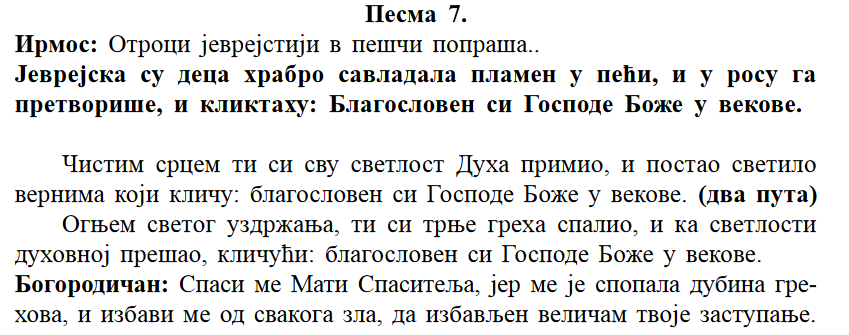 Песма 7.
Ирмос: Отроци јеврејстији в пешчи попраша..
Јеврејска су деца храбро савладала пламен у пећи, и у росу га
претворише, и кликтаху: Благословен си Господе Боже у векове.
Чистим срцем ти си сву светлост Духа примио, и постао светило
вернима који кличу: благословен си Господе Боже у векове. (два пута)
Огњем светог уздржања, ти си трње греха спалио, и ка светлости
духовној прешао, кличући: благословен си Господе Боже у векове.
Богородичан: Спаси ме Мати Спаситеља, јер ме је спопала дубина гре-
хова, и избави ме од свакога зла, да избављен величам твоје заступање.